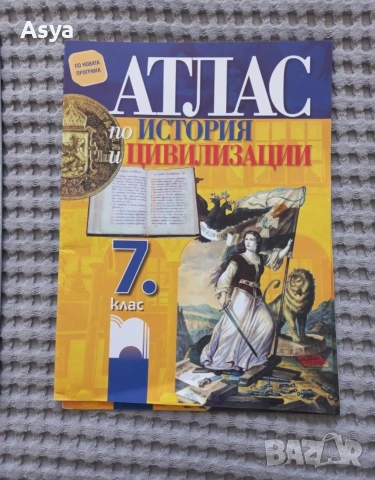 Asya
ПО НОВАТА
ПРОГРАМА
АТЛАС
по ИСТОРИЯ
и ЦИВИЛИЗАЦИИ
7.
клас
BAZAR